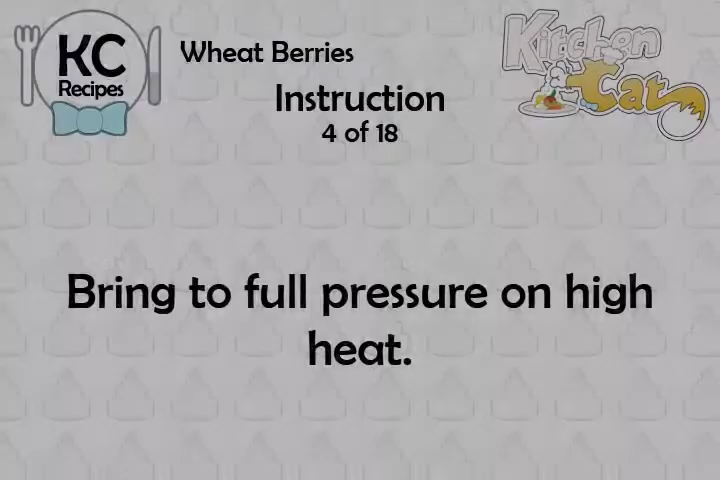 KC
Recipes
Wheat Berries
Kitchen
Cat
Instruction
4 of 18
Bring to full pressure on high
heat.